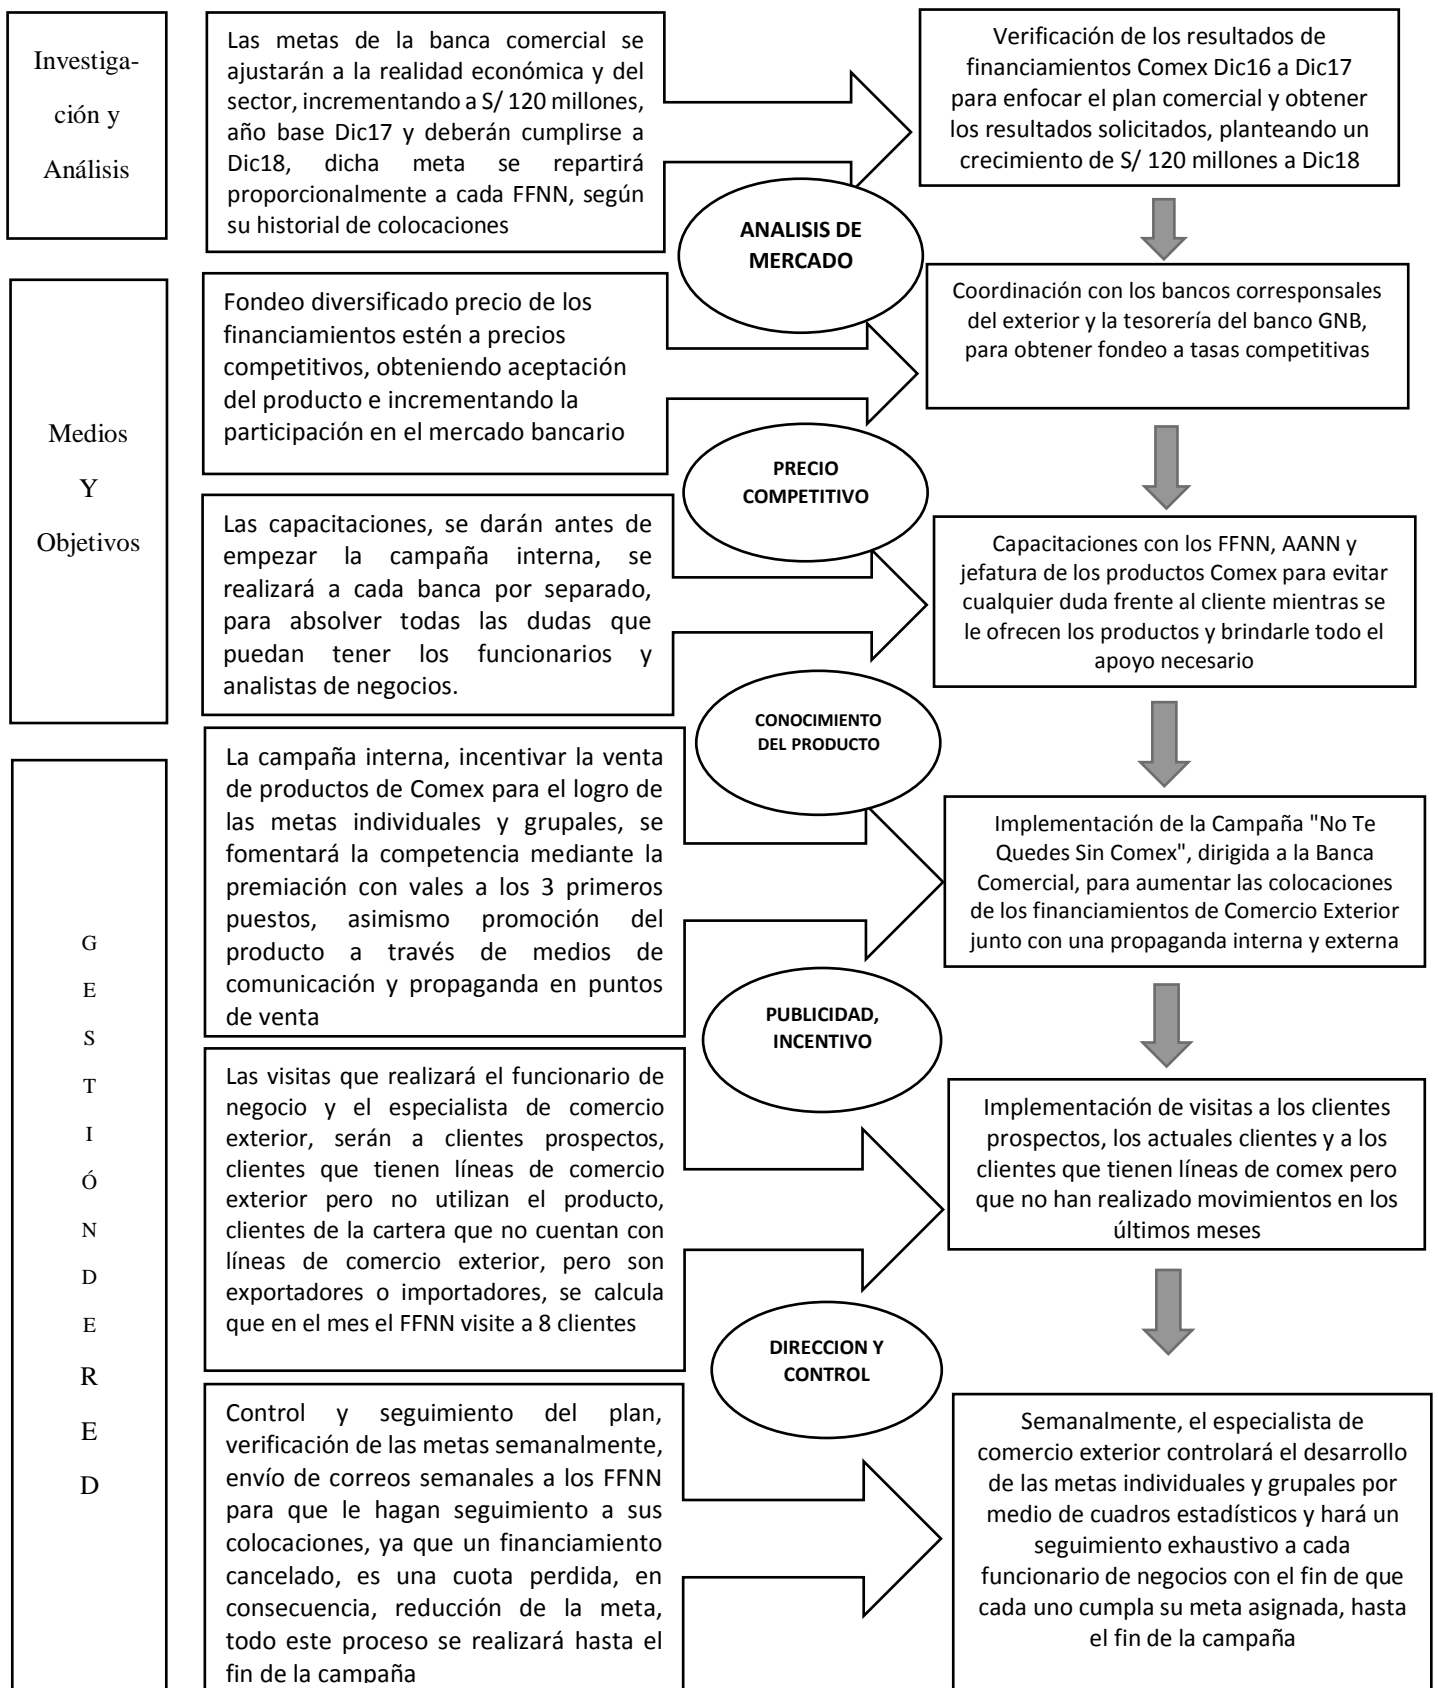 Investiga-
ción y
Análisis
Las metas de la banca comercial se
ajustarán a la realidad económica y del
sector, incrementando a S/ 120 millones,
año base Dic17 y deberán cumplirse a
Dic18, dicha meta se repartirá
proporcionalmente a cada FFNN, según
su historial de colocaciones
ANALISIS DE
MERCADO
Verificación de los resultados de
financiamientos Comex Dic16 a Dic17
para enfocar el plan comercial y obtener
los resultados solicitados, planteando un
crecimiento de S/ 120 millones a Dic18
Medios
Y
Objetivos
Fondeo diversificado precio de los
financiamientos estén a precios
competitivos, obteniendo aceptación
del producto e incrementando la
participación en el mercado bancario
PRECIO
COMPETITIVO
Coordinación con los bancos corresponsales
del exterior y la tesorería del banco GNB,
para obtener fondeo a tasas competitivas
Las capacitaciones, se darán antes de
empezar la campaña interna, se
realizará a cada banca por separado,
para absolver todas las dudas que
puedan tener los funcionarios y
analistas de negocios.
CONOCIMIENTO
DEL PRODUCTO
Capacitaciones con los FFNN, AANN y
jefatura de los productos Comex para evitar
cualquier duda frente al cliente mientras se
le ofrecen los productos y brindarle todo el
apoyo necesario
G
E
S
T
I
Ó
N
D
E
R
E
D
La campaña interna, incentivar la venta
de productos de Comex para el logro de
las metas individuales y grupales, se
fomentará la competencia mediante la
premiación con vales a los 3 primeros
puestos, asimismo promoción del
producto a través de medios de
comunicación y propaganda en puntos
de venta
PUBLICIDAD,
INCENTIVO
Implementación de la Campaña "No Te
Quedes Sin Comex", dirigida a la Banca
Comercial, para aumentar las colocaciones
de los financiamientos de Comercio Exterior
junto con una propaganda interna y externa
Las visitas que realizará el funcionario de
negocio y el especialista de comercio
exterior, serán a clientes prospectos,
clientes que tienen líneas de comercio
exterior pero no utilizan el producto,
clientes de la cartera que no cuentan con
líneas de comercio exterior, pero son
exportadores o importadores, se calcula
que en el mes el FFNN visite a 8 clientes
DIRECCION Y
CONTROL
Implementación de visitas a los clientes
prospectos, los actuales clientes y a los
clientes que tienen líneas de comex pero
que no han realizado movimientos en los
últimos meses
Control y seguimiento del plan,
verificación de las metas semanalmente,
envío de correos semanales a los FFNN
para que le hagan seguimiento a sus
colocaciones, ya que un financiamiento
cancelado, es una cuota perdida, en
consecuencia, reducción de la meta,
todo este proceso se realizará hasta el
fin de la campaña
Semanalmente, el especialista de
comercio exterior controlará el desarrollo
de las metas individuales y grupales por
medio de cuadros estadísticos y hará un
seguimiento exhaustivo a cada
funcionario de negocios con el fin de que
cada uno cumpla su meta asignada, hasta
el fin de la campaña